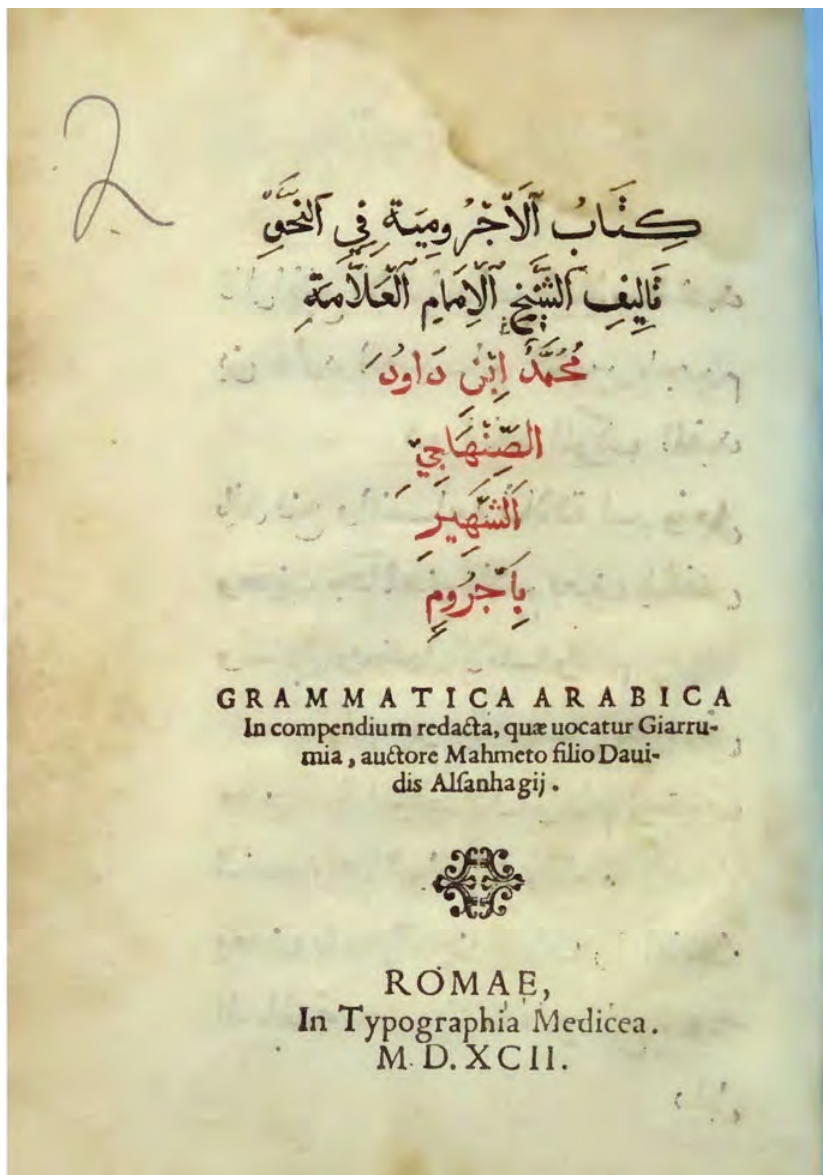 2
كِتَابُ ٱلْأَجُرُّومِيَّةِ فِي ٱلنَّحْوِ
تَالِيفِ ٱلشَّيْخِ ٱلْإِمَامِ ٱلْعَلَّامَةِ
مُحَمَّدْ اِبْنِ دَاوُدَ
الصِّنْهَاجِيّ
اَلشَّهِيرِ
بِآجَرُومِ
GRAMMATICA ARABICA
In compendium redacta, quæ uocatur Giarru-
mia, auctore Mahmeto filio Daui-
dis Alſanhagij.
ROMAE,
In Typographia Medicea.
M. D. XCII.